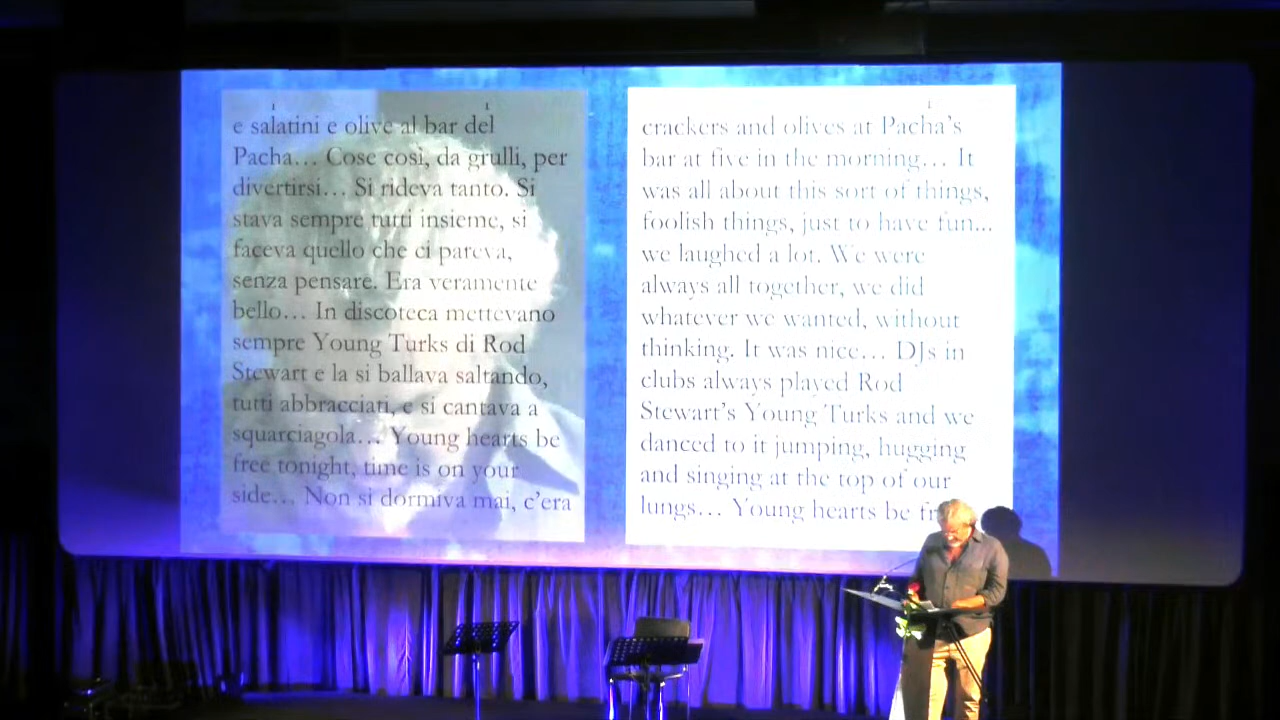 e salatini e olive al bar del
Pacha… Cose così, da grulli, per
divertirsi… Si rideva tanto. Si
stava sempre tutti insieme, si
faceva quello che ci pareva,
senza pensare. Era veramente
bello… In discoteca mettevano
sempre Young Turks di Rod
Stewart e la si ballava saltando,
tutti abbracciati, e si cantava a
squarciagola… Young hearts be
free tonight, time is on your
side… Non si dormiva mai, c'era
crackers and olives at Pacha's
bar at five in the morning… It
was all about this sort of things,
foolish things, just to have fun...
we laughed a lot. We were
always all together, we did
whatever we wanted, without
thinking. It was nice… DJs in
clubs always played Rod
Stewart's Young Turks and we
danced to it jumping, hugging
and singing at the top of our
lungs… Young hearts be